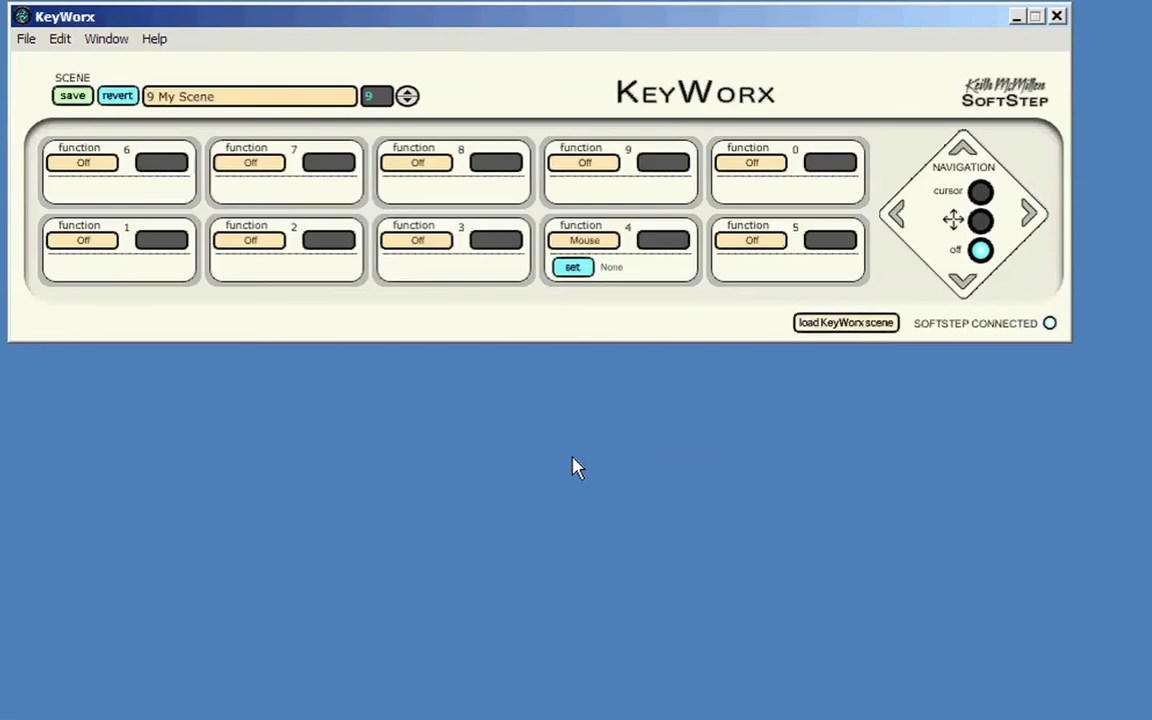 KeyWorx
File Edit Window Help
SCENE
save revert 9 My Scene 9
KEYWORX
Keith McMillen
SOFTSTEP
function 6 function 7 function 8 function 9 function 0
Off Off Off Off Off
NAVIGATION
cursor
off
function 1 function 2 function 3 function 4 function 5
Off Off Off Mouse Off
set None
load KeyWorx scene SOFTSTEP CONNECTED